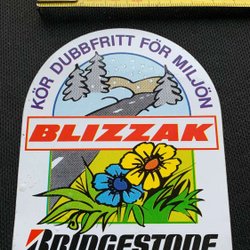 KÖR DUBBFRITT FÖR MILJÖN
BLIZZAK
BRIDGESTONE